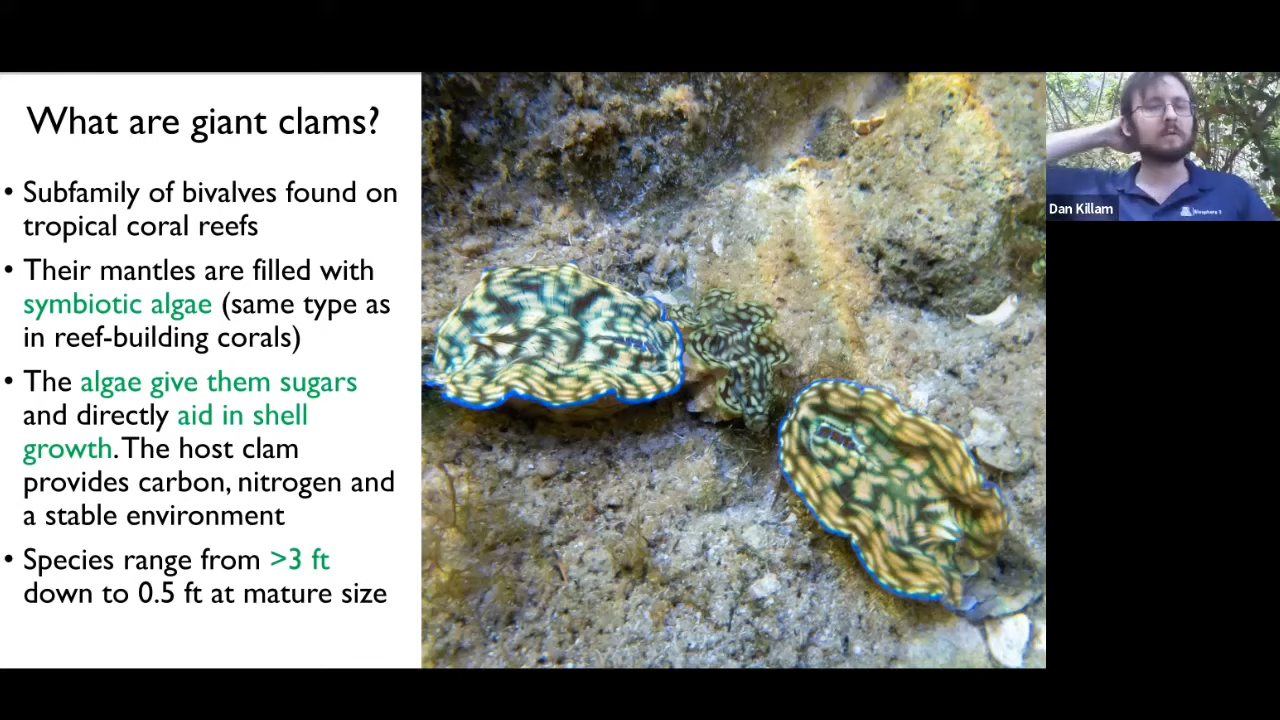 What are giant clams?
• Subfamily of bivalves found on
tropical coral reefs
• Their mantles are filled with
symbiotic algae (same type as
in reef-building corals)
• The algae give them sugars
and directly aid in shell
growth. The host clam
provides carbon, nitrogen and
a stable environment
• Species range from >3 ft
down to 0.5 ft at mature size
Dan Killam
Biosphere 2